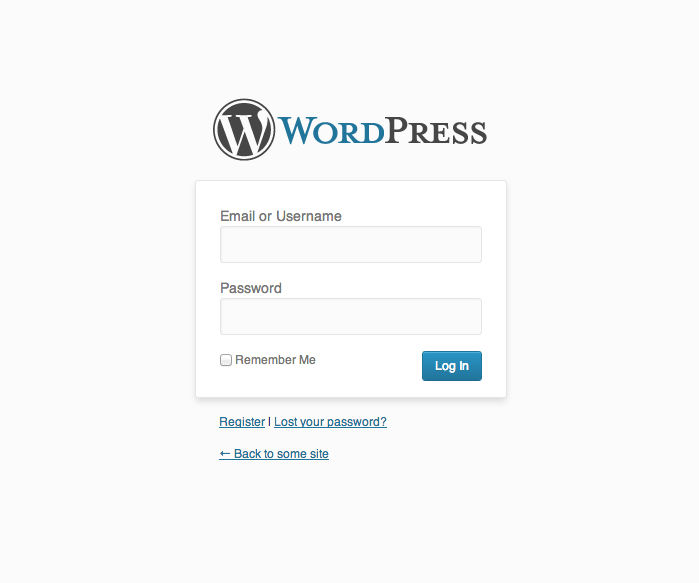 WORDPRESS
Email or Username
Password
Remember Me
Log In
Register | Lost your password?
← Back to some site